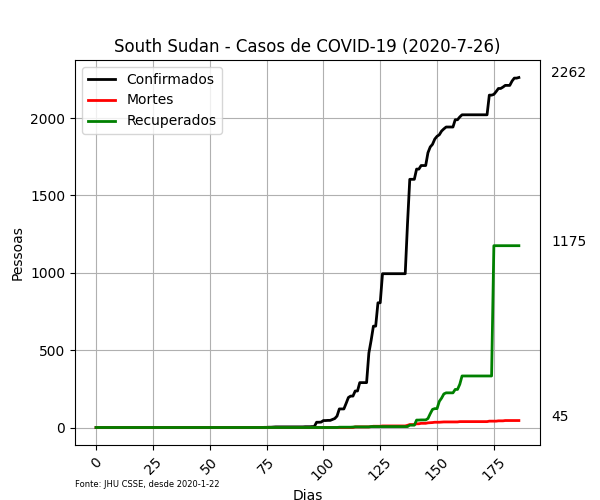 South Sudan - Casos de COVID-19 (2020-7-26)
Confirmados
Mortes
Recuperados
2262
1175
45
Pessoas
2000
1500
1000
500
0
0
25
50
75
100
125
150
175
Fonte: JHU CSSE, desde 2020-1-22
Dias